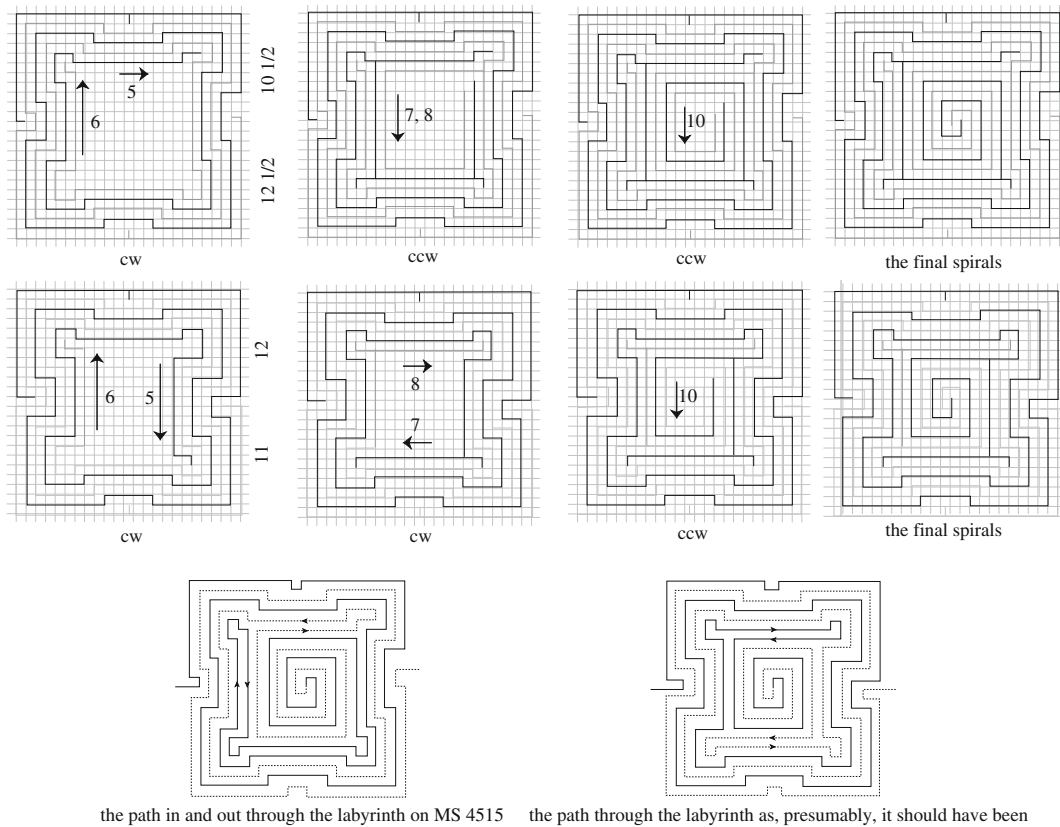 5
6
10 1/2
12 1/2
7, 8
10
cw
ccw
ccw
the final spirals
6
5
12
11
8
7
10
cw
cw
ccw
the final spirals
the path in and out through the labyrinth on MS 4515
the path through the labyrinth as, presumably, it should have been